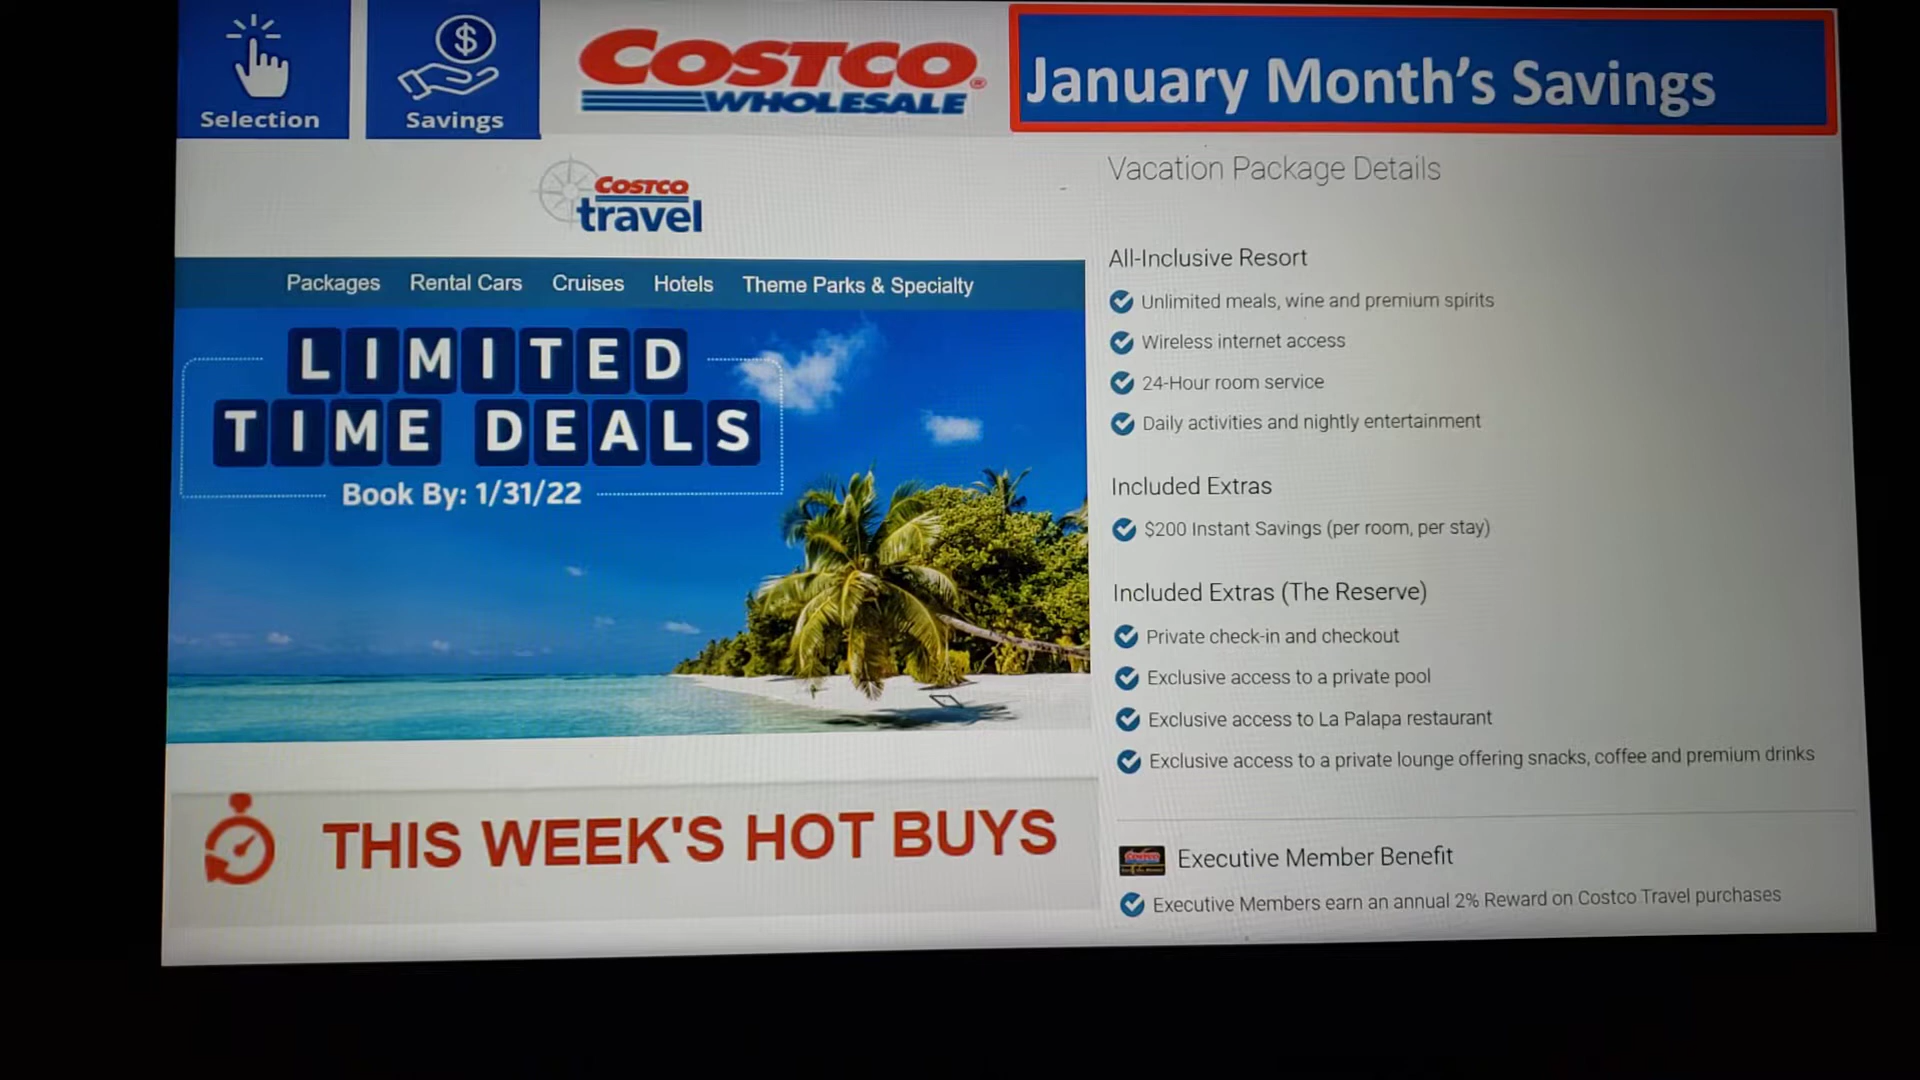 Selection
Savings
COSTCO
WHOLESALE
January Month's Savings
COSTCO
travel
Packages Rental Cars Cruises Hotels Theme Parks & Specialty
LIMITED
TIME DEALS
Book By: 1/31/22
THIS WEEK'S HOT BUYS
Vacation Package Details
All-Inclusive Resort
Unlimited meals, wine and premium spirits
Wireless internet access
24-Hour room service
Daily activities and nightly entertainment
Included Extras
$200 Instant Savings (per room, per stay)
Included Extras (The Reserve)
Private check-in and checkout
Exclusive access to a private pool
Exclusive access to La Palapa restaurant
Exclusive access to a private lounge offering snacks, coffee and premium drinks
Executive Member Benefit
Executive Members earn an annual 2% Reward on Costco Travel purchases